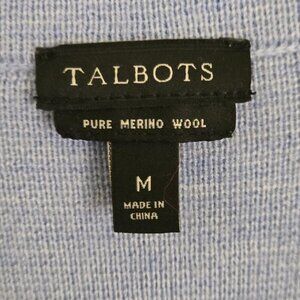 TALBOTS
PURE MERINO WOOL
M
MADE IN
CHINA